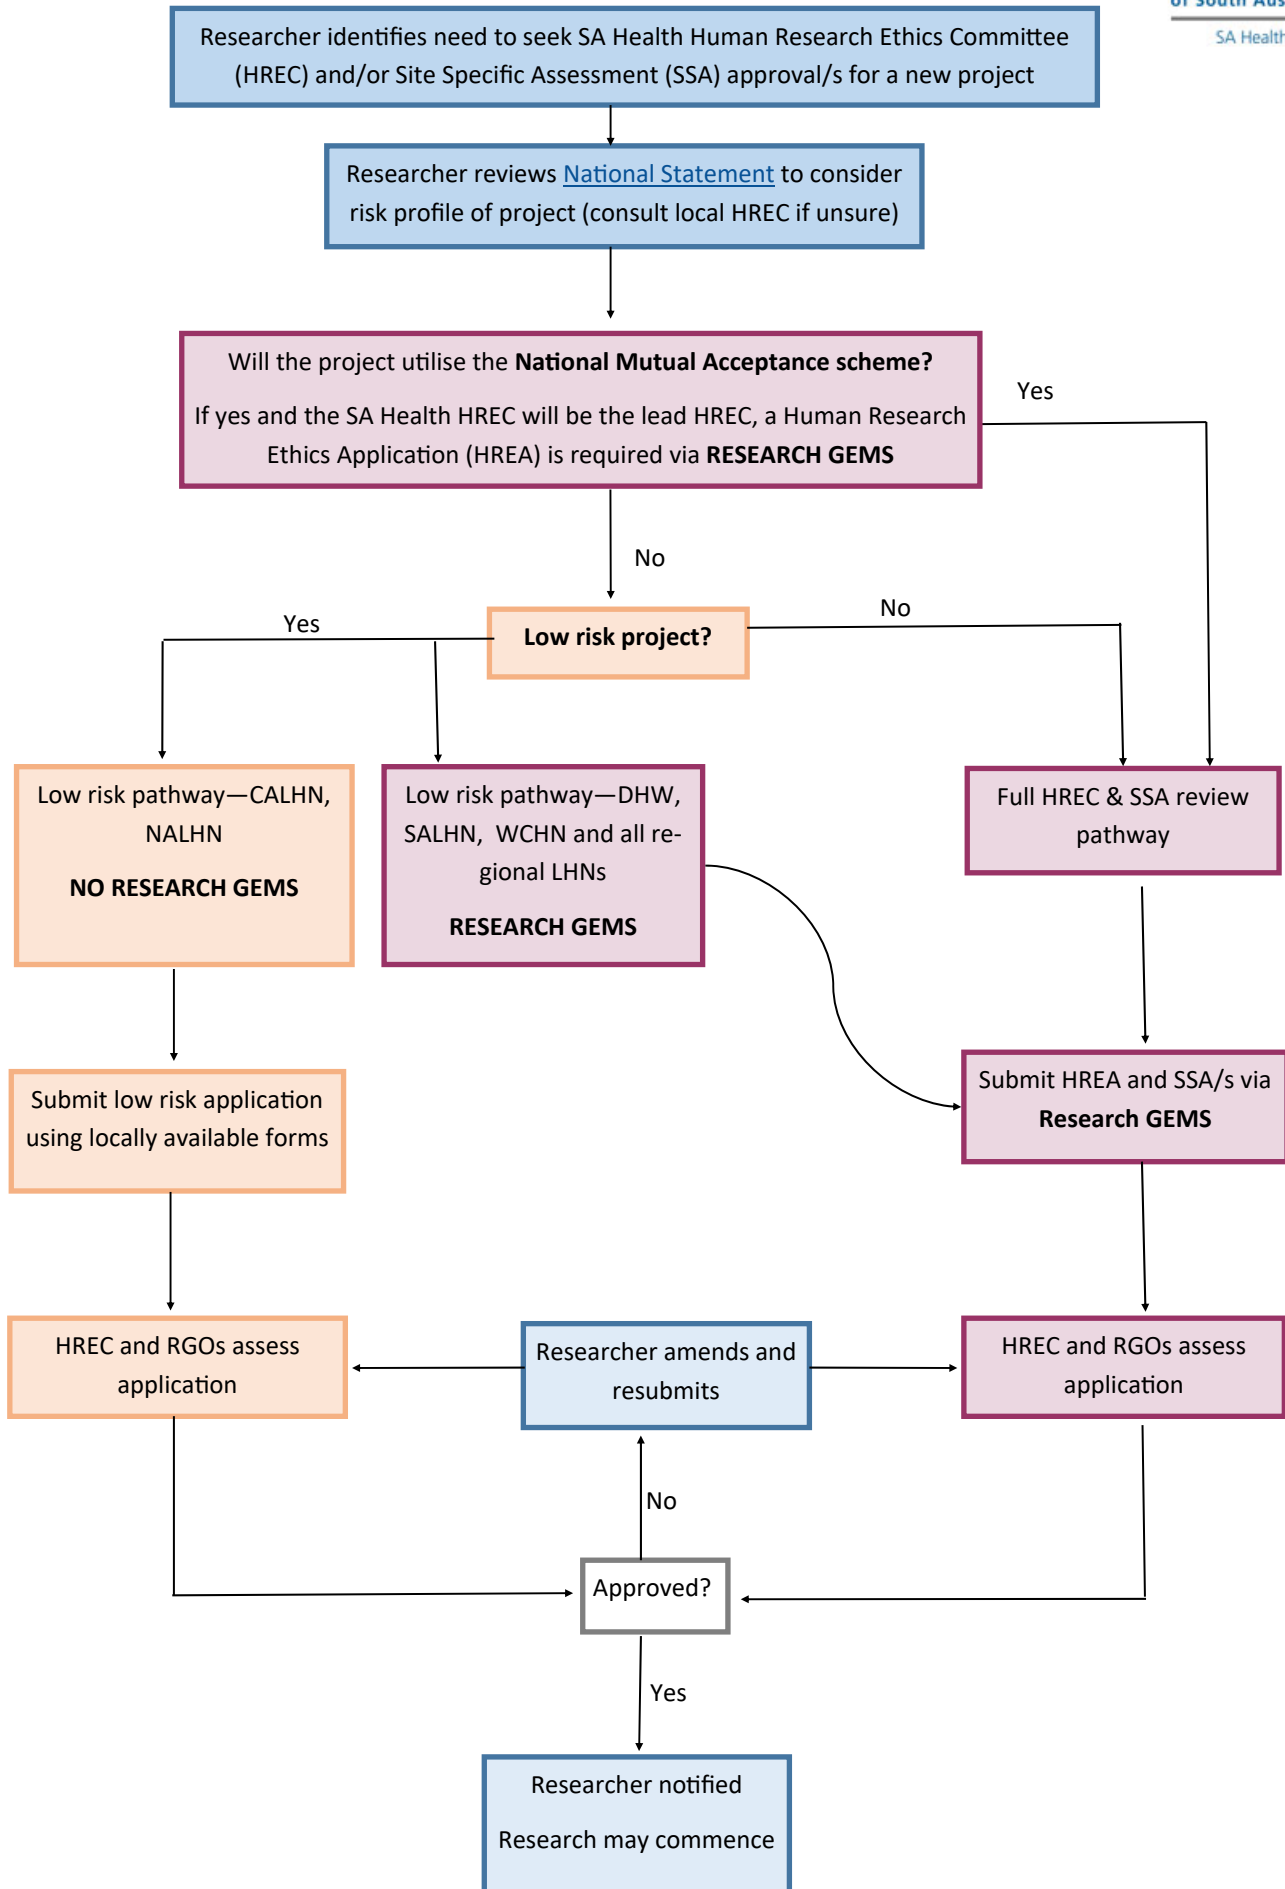 of South Aus
SA Health
Researcher identifies need to seek SA Health Human Research Ethics Committee
(HREC) and/or Site Specific Assessment (SSA) approval/s for a new project
Researcher reviews National Statement to consider
risk profile of project (consult local HREC if unsure)
Will the project utilise the National Mutual Acceptance scheme?
If yes and the SA Health HREC will be the lead HREC, a Human Research
Ethics Application (HREA) is required via RESEARCH GEMS
Yes
No
Low risk project?
Yes
No
Low risk pathway—CALHN,
NALHN
NO RESEARCH GEMS
Low risk pathway—DHW,
SALHN, WCHN and all re-
gional LHNs
RESEARCH GEMS
Full HREC & SSA review
pathway
Submit low risk application
using locally available forms
Submit HREA and SSA/s via
Research GEMS
HREC and RGOs assess
application
Researcher amends and
resubmits
HREC and RGOs assess
application
No
Approved?
Yes
Researcher notified
Research may commence